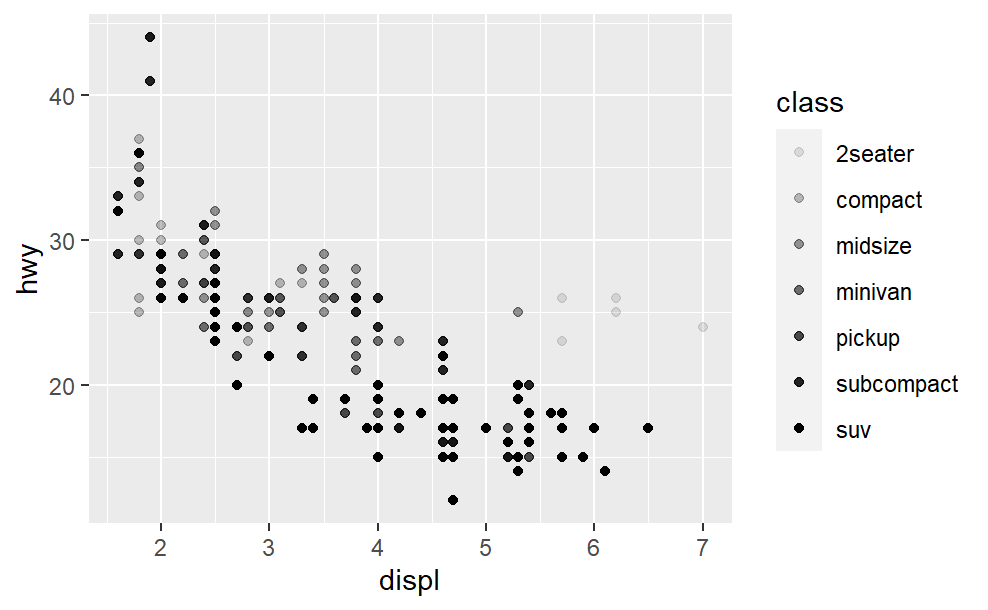 class
2seater
compact
midsize
minivan
pickup
subcompact
suv
hwy
40
30
20
2 3 4 5 6 7
displ